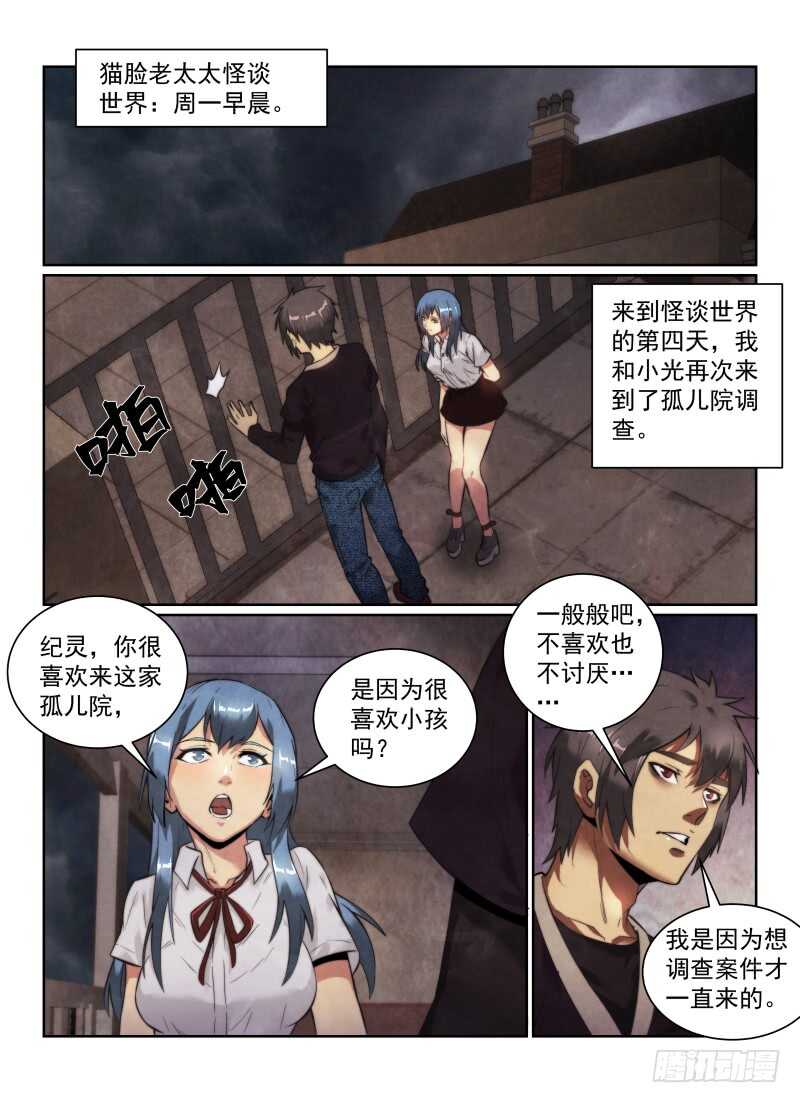 猫脸老太太怪谈
世界：周一早晨。
来到怪谈世界
的第四天，我
和小光再次来
到了孤儿院调
查。
啪
啪
纪灵，你很
喜欢来这家
孤儿院，
是因为很
喜欢小孩
吗？
一般般吧，
不喜欢也
不讨厌……
……
我是因为想
调查案件才
一直来的。
腾讯动漫